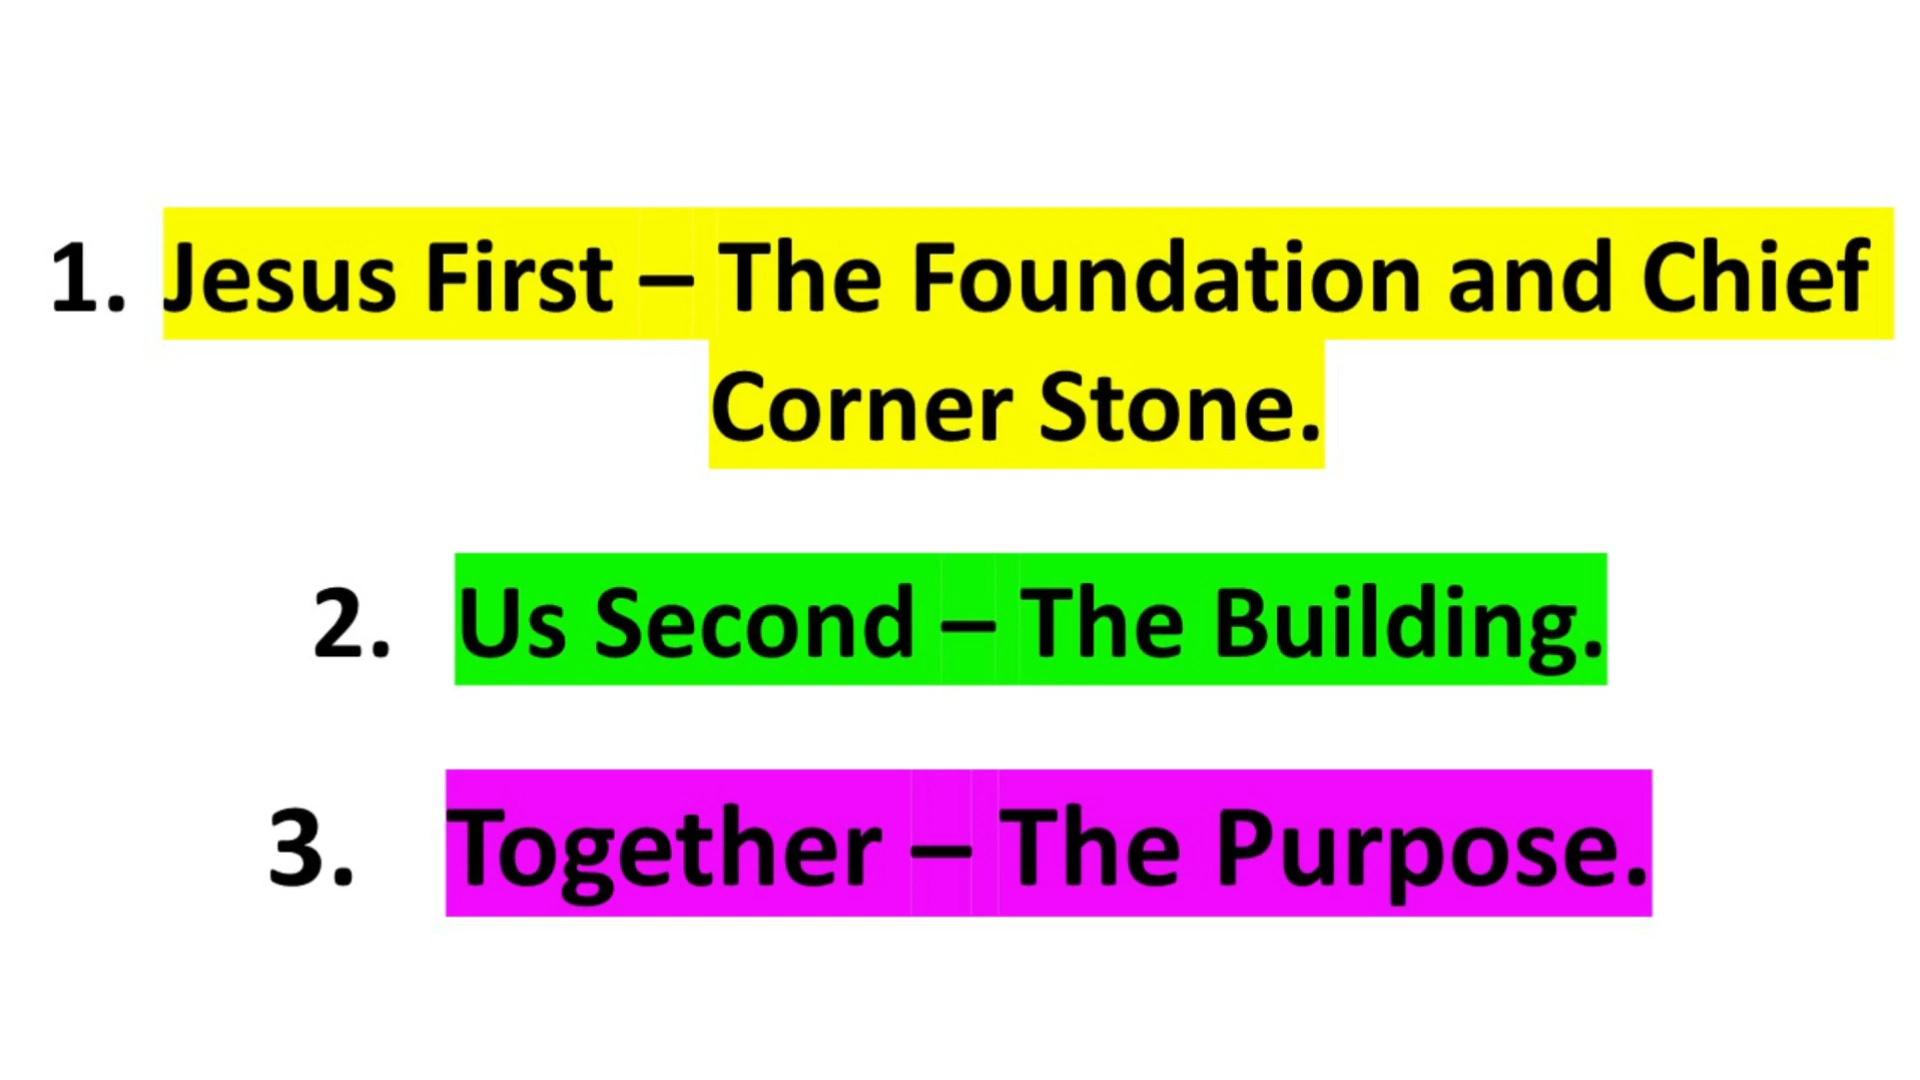 1. Jesus First – The Foundation and Chief
Corner Stone.
2. Us Second – The Building.
3. Together – The Purpose.